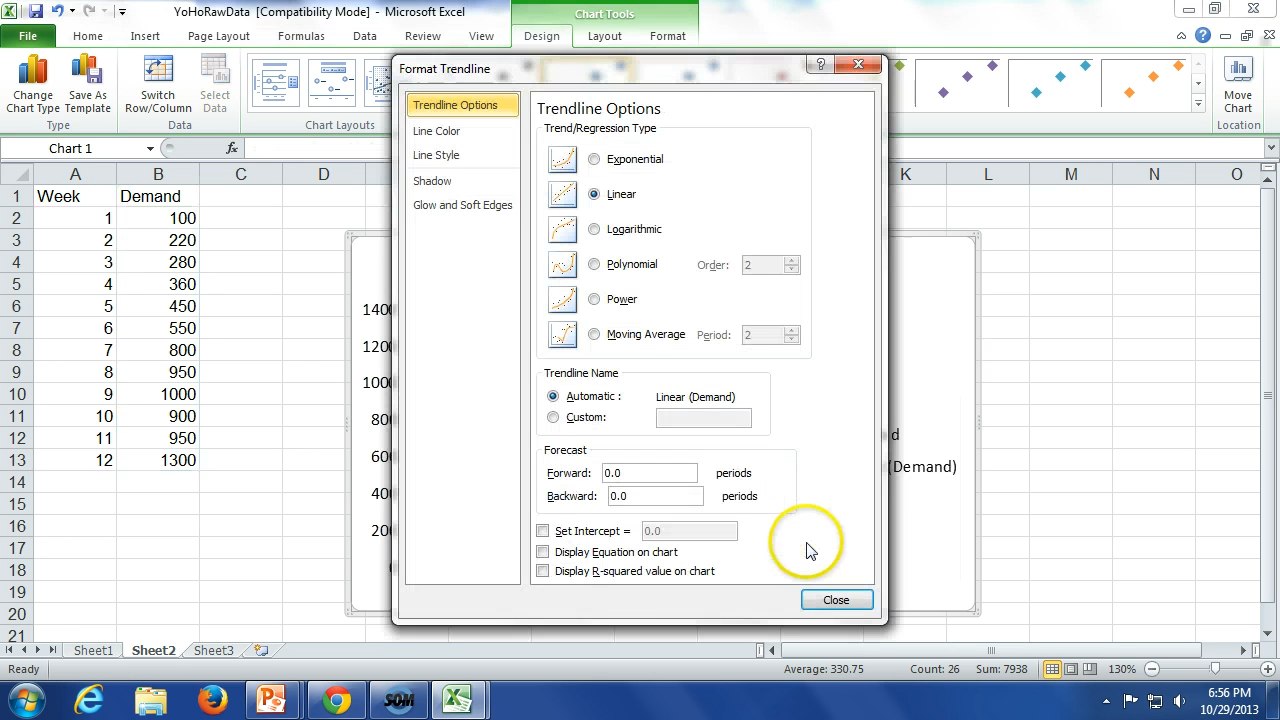 YoHoRawData [Compatibility Mode] - Microsoft Excel
Chart Tools
File Home Insert Page Layout Formulas Data Review View Design Layout Format
Change Chart Type
Save As Template
Switch Row/Column
Select Data
Move Chart
Type
Data
Chart Layouts
Location
Chart 1
fx
A B C D K L M N O
1 Week Demand
2 1 100
3 2 220
4 3 280
5 4 360
6 5 450
7 6 550
8 7 800
9 8 950
10 9 1000
11 10 900
12 11 950
13 12 1300
14
15
16
17
18
19
20
21
1400
1200
1000
800
600
400
200
0
d
(Demand)
Format Trendline
?
Trendline Options
Line Color
Line Style
Shadow
Glow and Soft Edges
Trendline Options
Trend/Regression Type
Exponential
Linear
Logarithmic
Polynomial Order: 2
Power
Moving Average Period: 2
Trendline Name
Automatic : Linear (Demand)
Custom:
Forecast
Forward: 0.0 periods
Backward: 0.0 periods
Set Intercept = 0.0
Display Equation on chart
Display R-squared value on chart
Close
Sheet1 Sheet2 Sheet3
Ready
Average: 330.75 Count: 26 Sum: 7938 130%
SOM
6:56 PM
10/29/2013